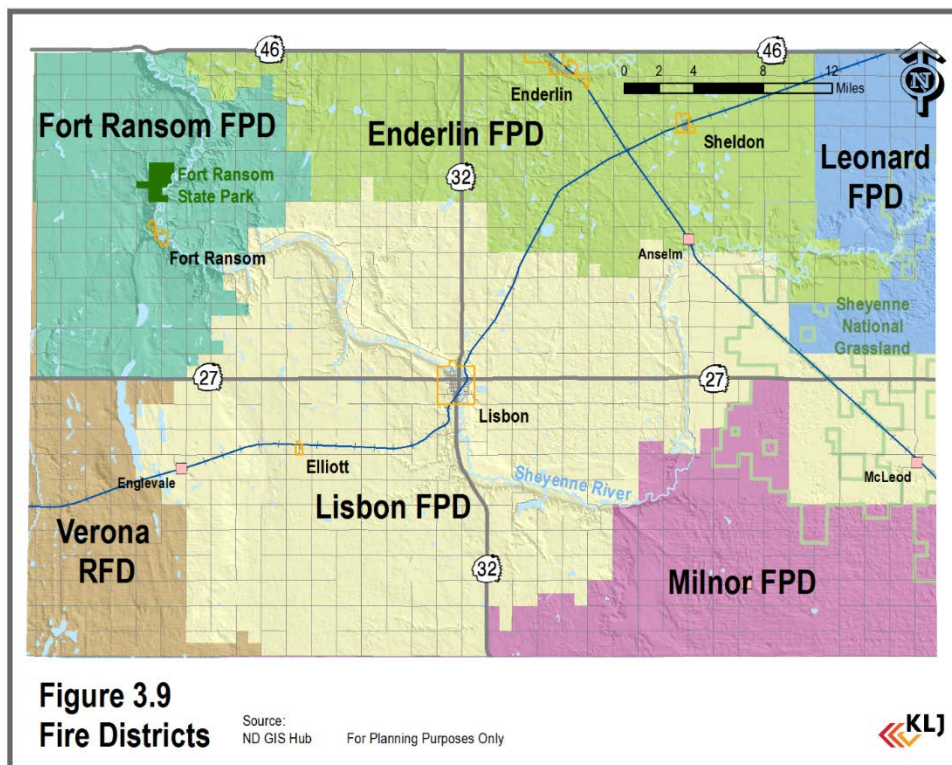 46
46
N
Enderlin
0 2 4 8 12
Miles
Fort Ransom FPD
Enderlin FPD
Sheldon
Leonard
FPD
32
Fort Ransom
State Park
Fort Ransom
Anselm
Sheyenne
National
Grassland
27
27
Lisbon
Elliott
Englevale
McLeod
Sheyenne River
Lisbon FPD
Verona
RFD
32
Milnor FPD
Figure 3.9
Fire Districts
Source:
ND GIS Hub
For Planning Purposes Only
KLJ